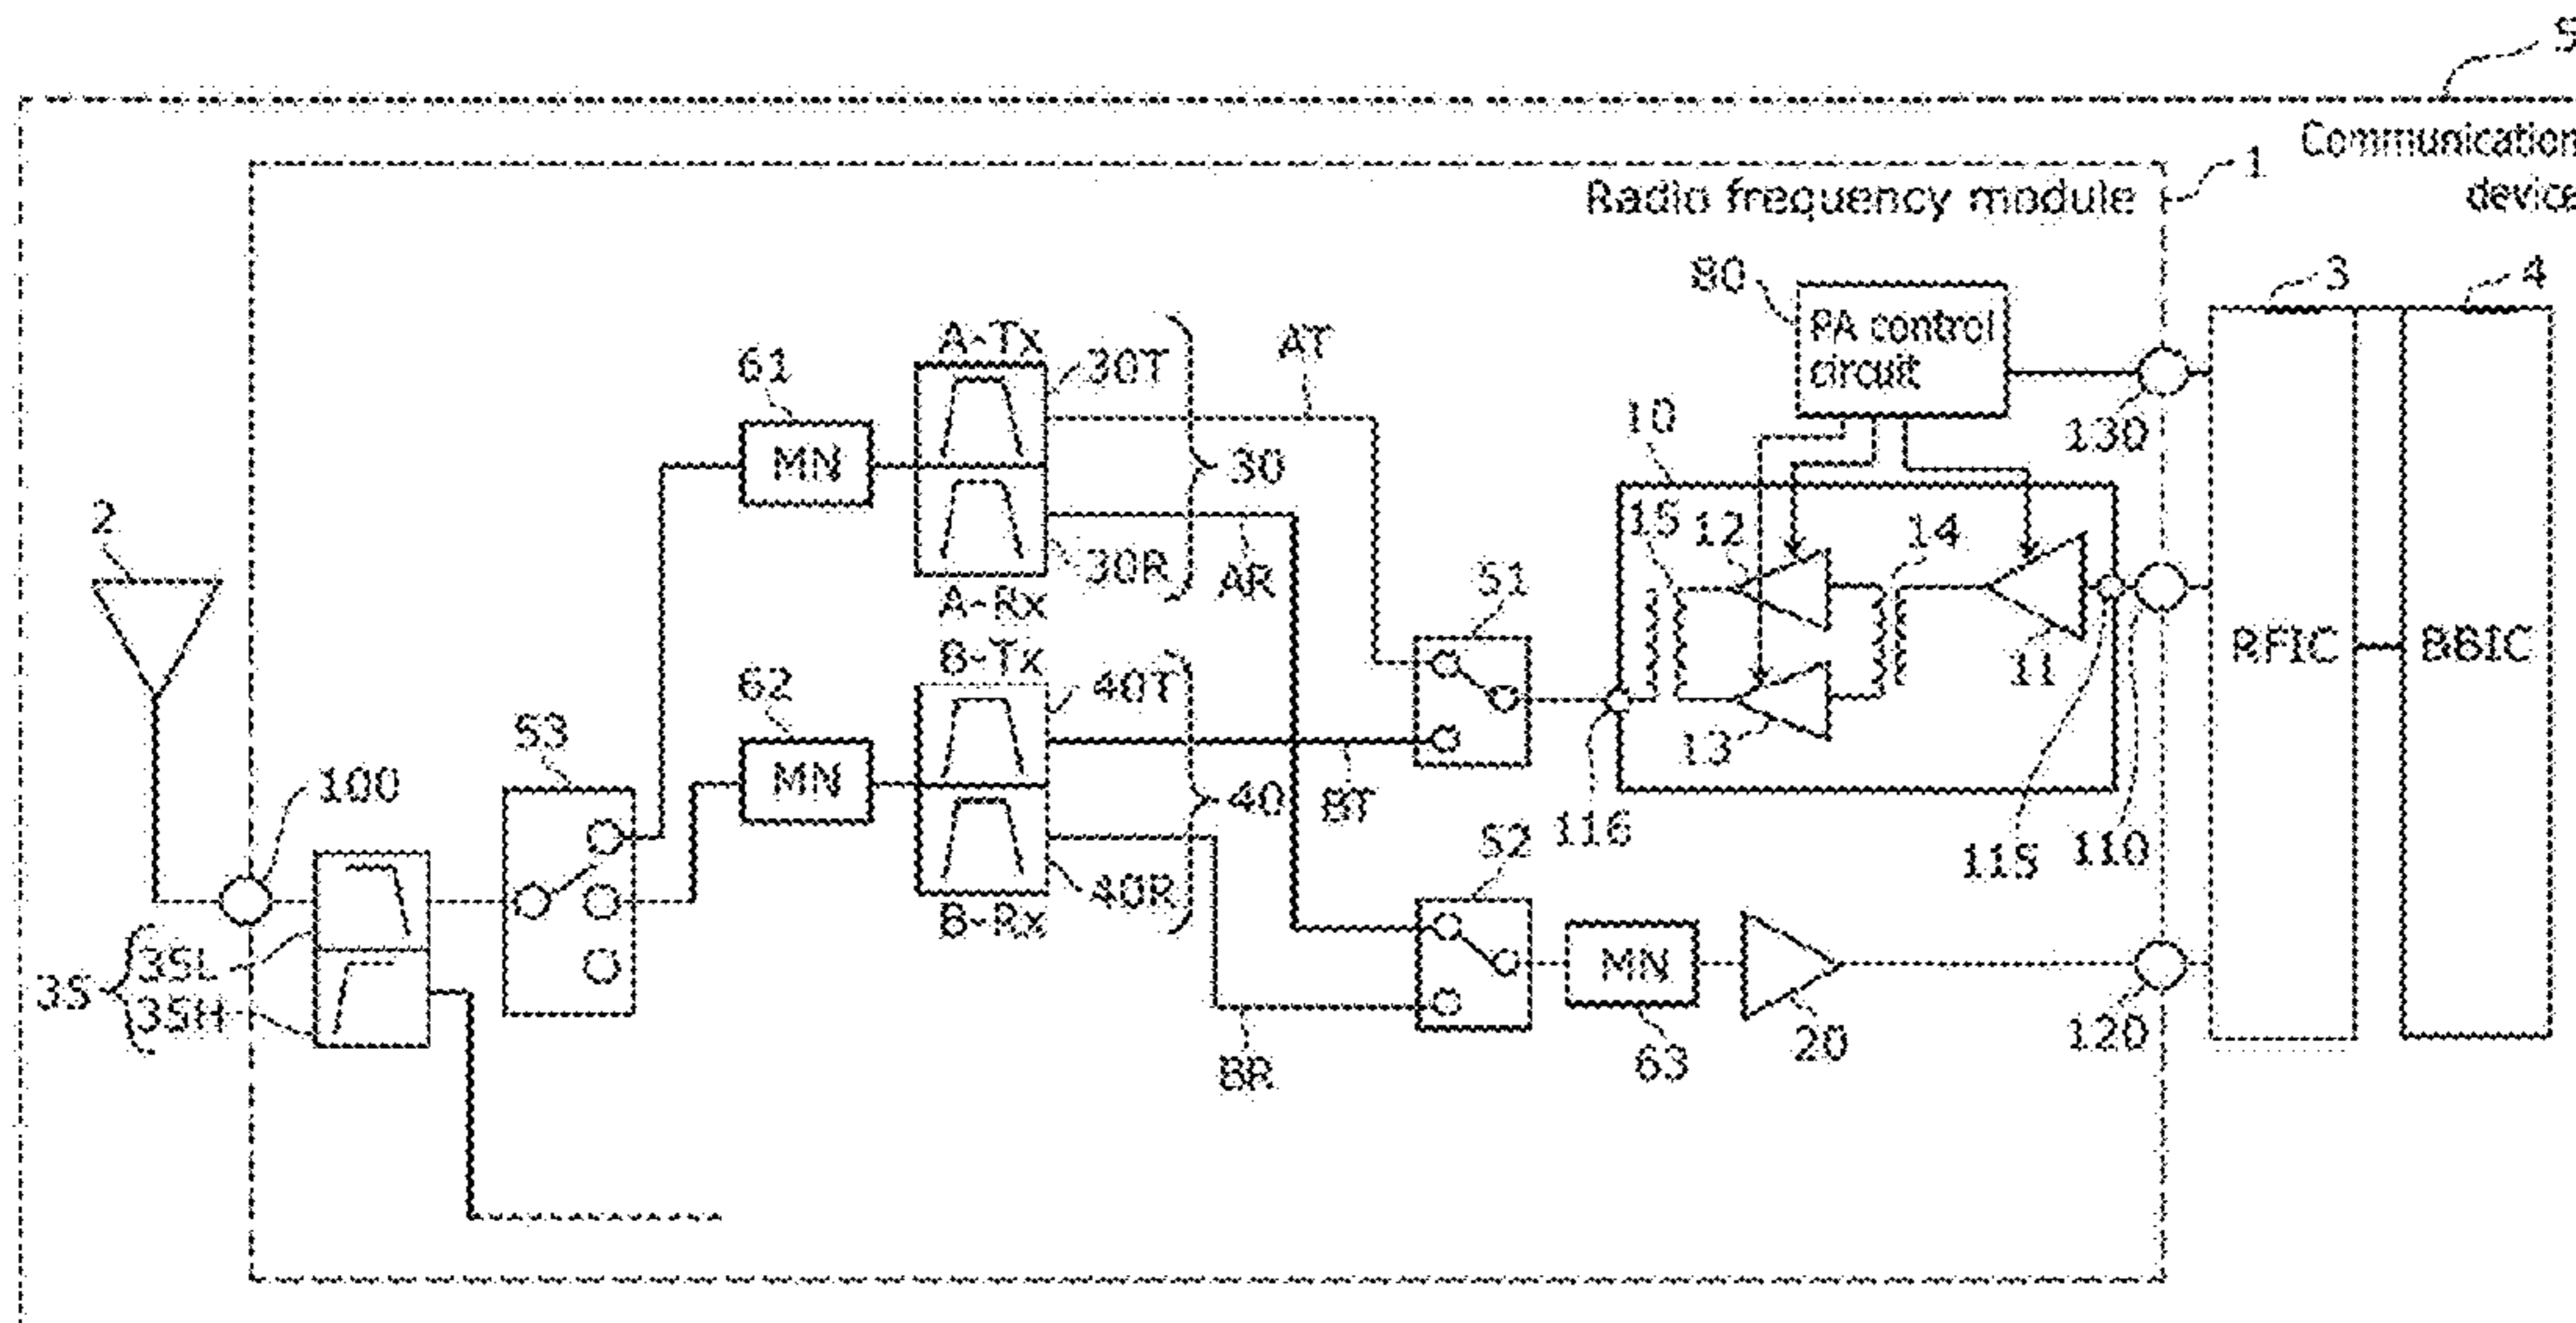 5
Communication
device
1
Radio frequency module
80
PA control
circuit
3
4
A-Tx
30T
AT
61
MN
30
10
130
2
30R
AR
A-Rx
15
12
14
51
11
RFIC
BBIC
B-Tx
40T
62
MN
13
53
100
40
BT
116
52
115
110
40R
B-Rx
35
35L
35H
MN
63
20
120
BR